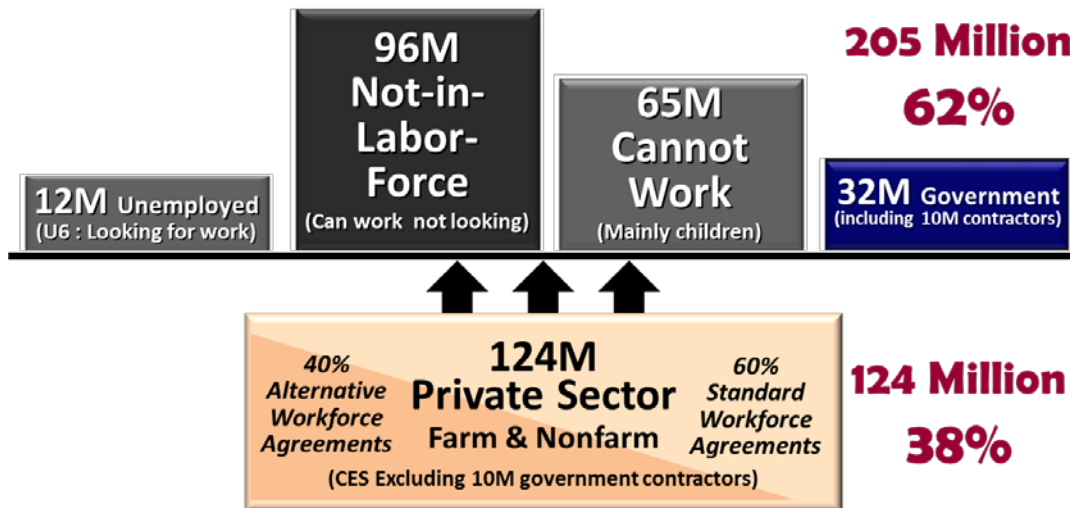 12M Unemployed
(U6 : Looking for work)
96M
Not-in-
Labor-
Force
(Can work not looking)
65M
Cannot
Work
(Mainly children)
205 Million
62%
32M Government
(including 10M contractors)
40%
Alternative
Workforce
Agreements
124M
Private Sector
Farm & Nonfarm
(CES Excluding 10M government contractors)
60%
Standard
Workforce
Agreements
124 Million
38%